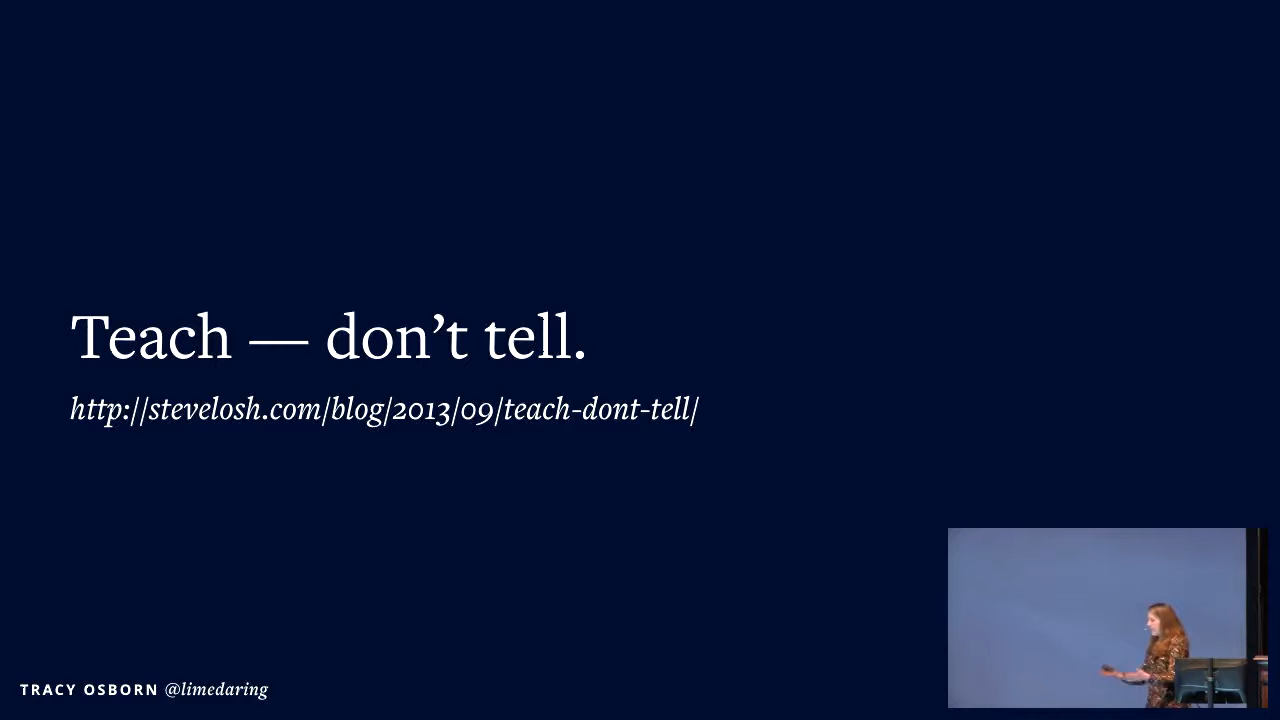 Teach — don’t tell.
http://stevelosh.com/blog/2013/09/teach-dont-tell/
TRACY OSBORN @limedaring